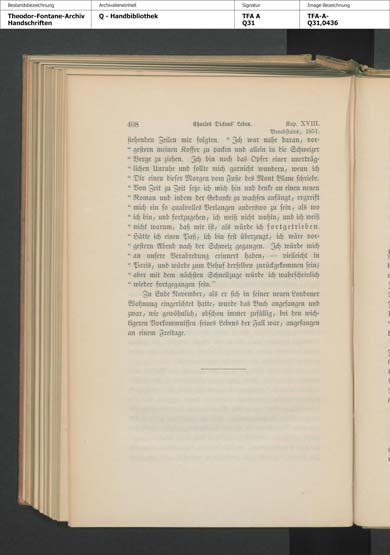 Bestandsbezeichnung
Archivalieneinheit
Signatur
Image-Bezeichnung
Theodor-Fontane-Archiv
Handschriften
Q - Handbibliothek
TFA A
Q31
TFA-A-
Q31,0436
408 Charles Dickens' Leben. Kap. XVIII.
Broadstairs, 1851.
stehenden Zeilen mir folgten. "Ich war nahe daran, vor-
"gestern meinen Koffer zu packen und allein in die Schweizer
"Berge zu ziehen. Ich bin noch das Opfer einer unerträg-
"lichen Unruhe und sollte mich garnicht wundern, wenn ich
"Dir einen dieser Morgen vom Fuße des Mont Blanc schriebe.
"Von Zeit zu Zeit setze ich mich hin und denke an einen neuen
"Roman und indem der Gedanke zu wachsen anfängt, ergreift
"mich ein so qualvolles Verlangen anderswo zu sein, als wo
"ich bin, und fortzugehen, ich weiß nicht wohin, und ich weiß
"nicht warum, daß mir ist, als würde ich fortgetrieben.
"Hätte ich einen Paß, ich bin fest überzeugt, ich wäre vor-
"gestern Abend nach der Schweiz gegangen. Ich würde mich
"an unsere Verabredung erinnert haben, — vielleicht in
"Paris, und würde zum Behuf derselben zurückgekommen sein;
"aber mit dem nächsten Schnellzuge würde ich wahrscheinlich
"wieder fortgegangen sein."
Zu Ende November, als er sich in seiner neuen Londoner
Wohnung eingerichtet hatte, wurde das Buch angefangen und
zwar, wie gewöhnlich, obschon immer zufällig, bei den wich-
tigeren Vorkommnissen seines Lebens der Fall war, angefangen
an einem Freitage.